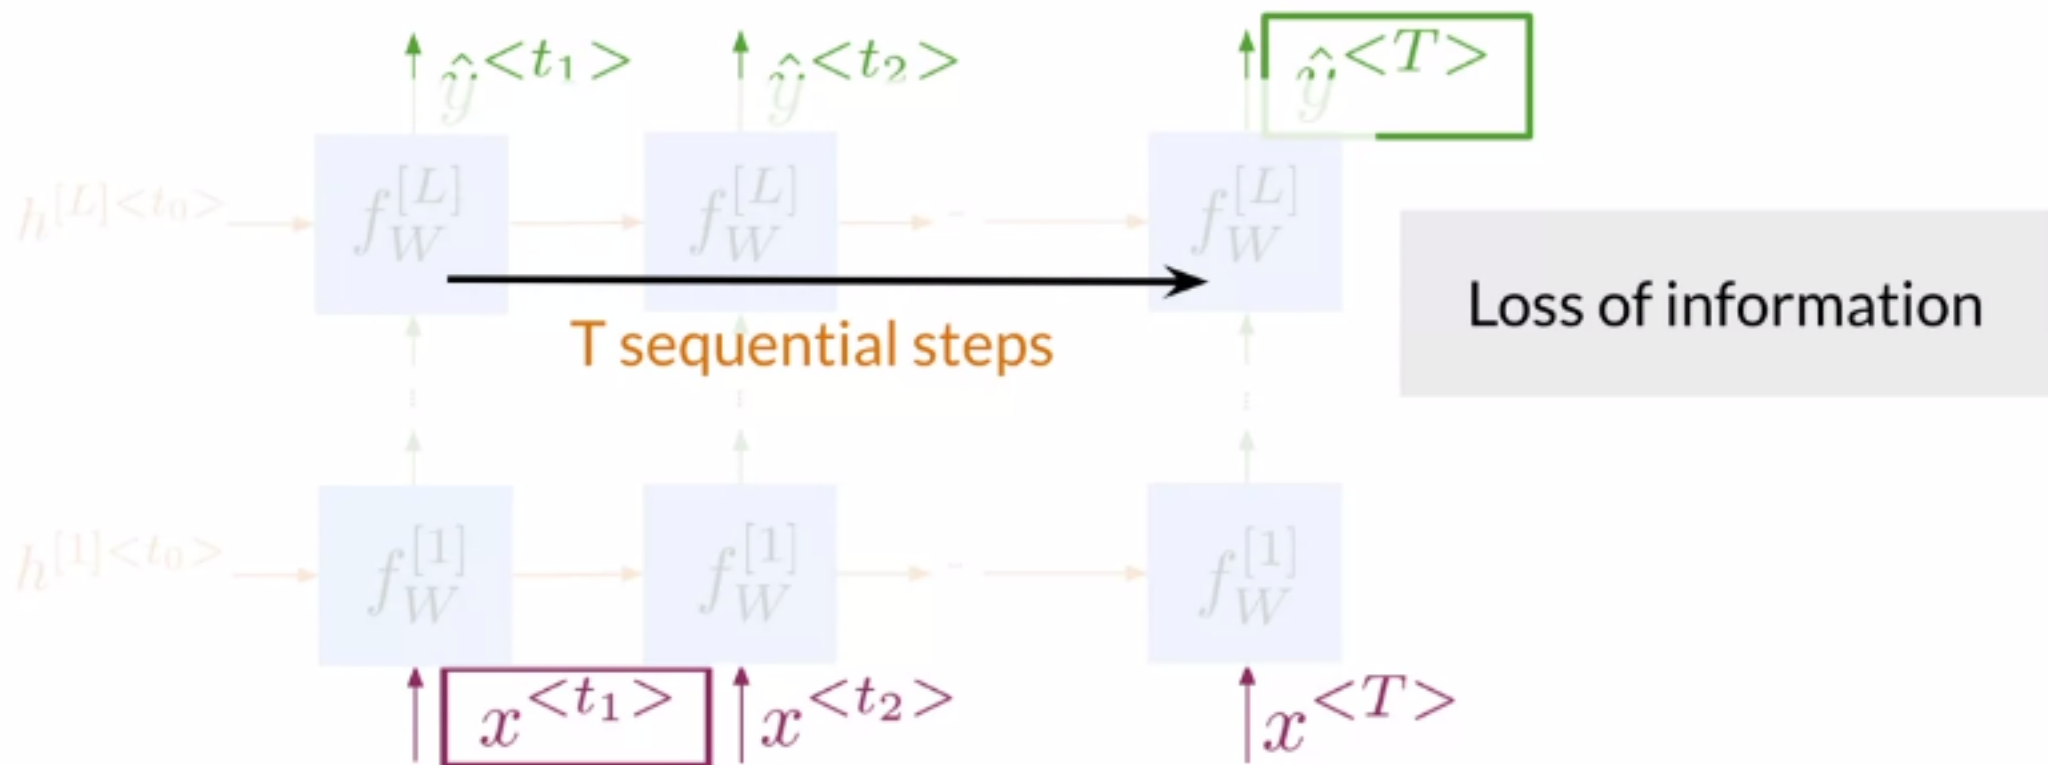 ŷ<t₁> ŷ<t₂> ŷ<T>
h[L]<t₀> f_W^[L] f_W^[L] f_W^[L]
Loss of information
T sequential steps
h[1]<t₀> f_W^[1] f_W^[1] f_W^[1]
x<t₁> x<t₂> x<T>